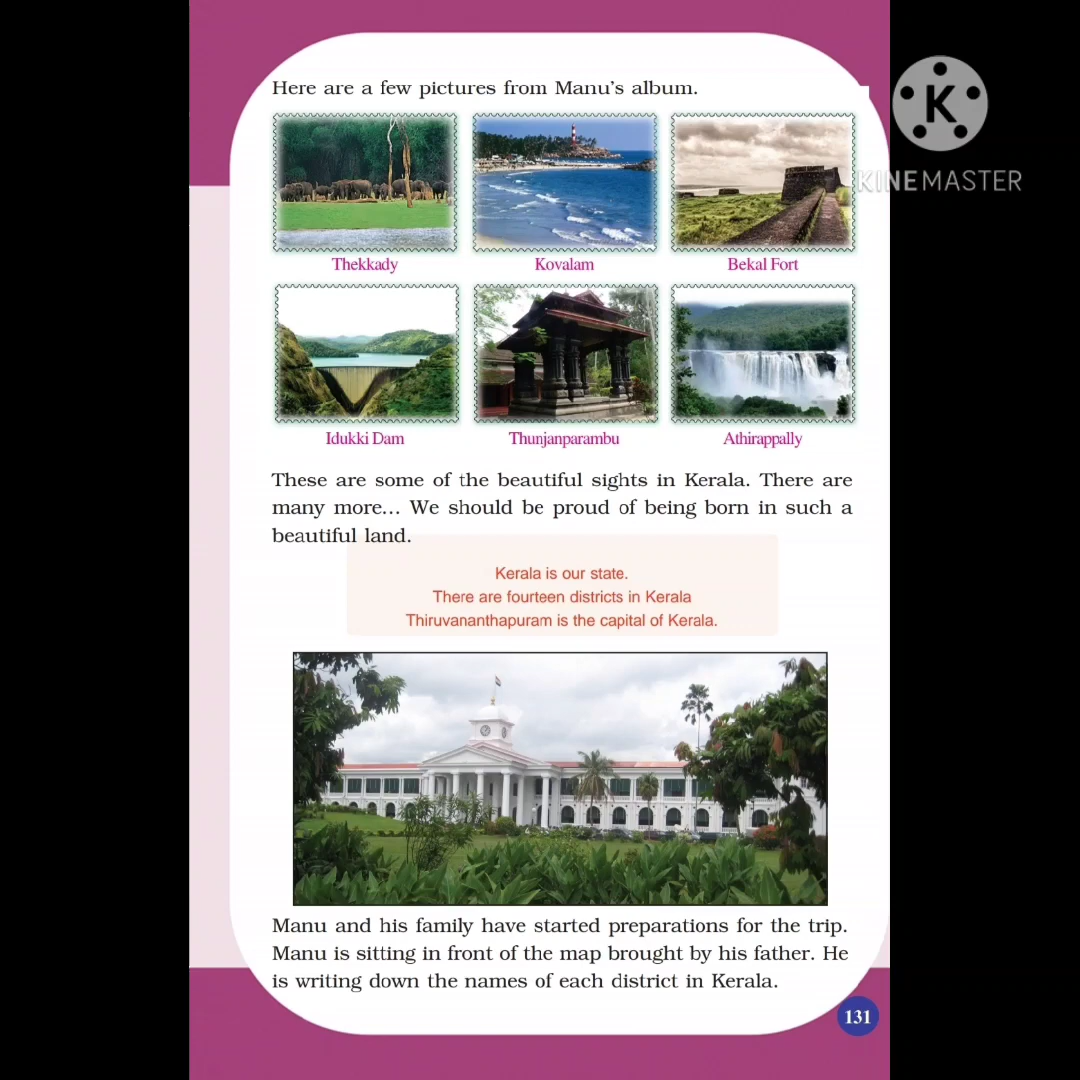 Here are a few pictures from Manu's album.
K
KINEMASTER
Thekkady
Kovalam
Bekal Fort
Idukki Dam
Thunjanparambu
Athirappally
These are some of the beautiful sights in Kerala. There are
many more... We should be proud of being born in such a
beautiful land.
Kerala is our state.
There are fourteen districts in Kerala
Thiruvananthapuram is the capital of Kerala.
Manu and his family have started preparations for the trip.
Manu is sitting in front of the map brought by his father. He
is writing down the names of each district in Kerala.
131